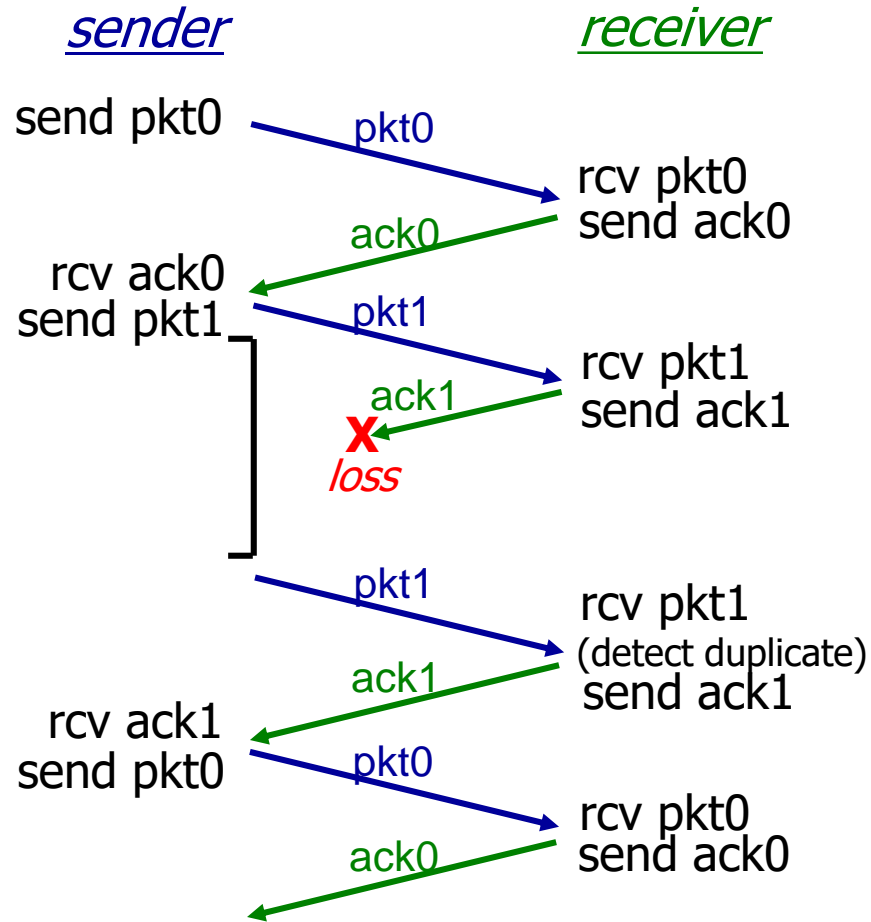 sender
receiver
send pkt0
pkt0
rcv pkt0
send ack0
ack0
rcv ack0
send pkt1
pkt1
rcv pkt1
send ack1
ack1
X
loss
pkt1
rcv pkt1
(detect duplicate)
send ack1
ack1
rcv ack1
send pkt0
pkt0
rcv pkt0
send ack0
ack0